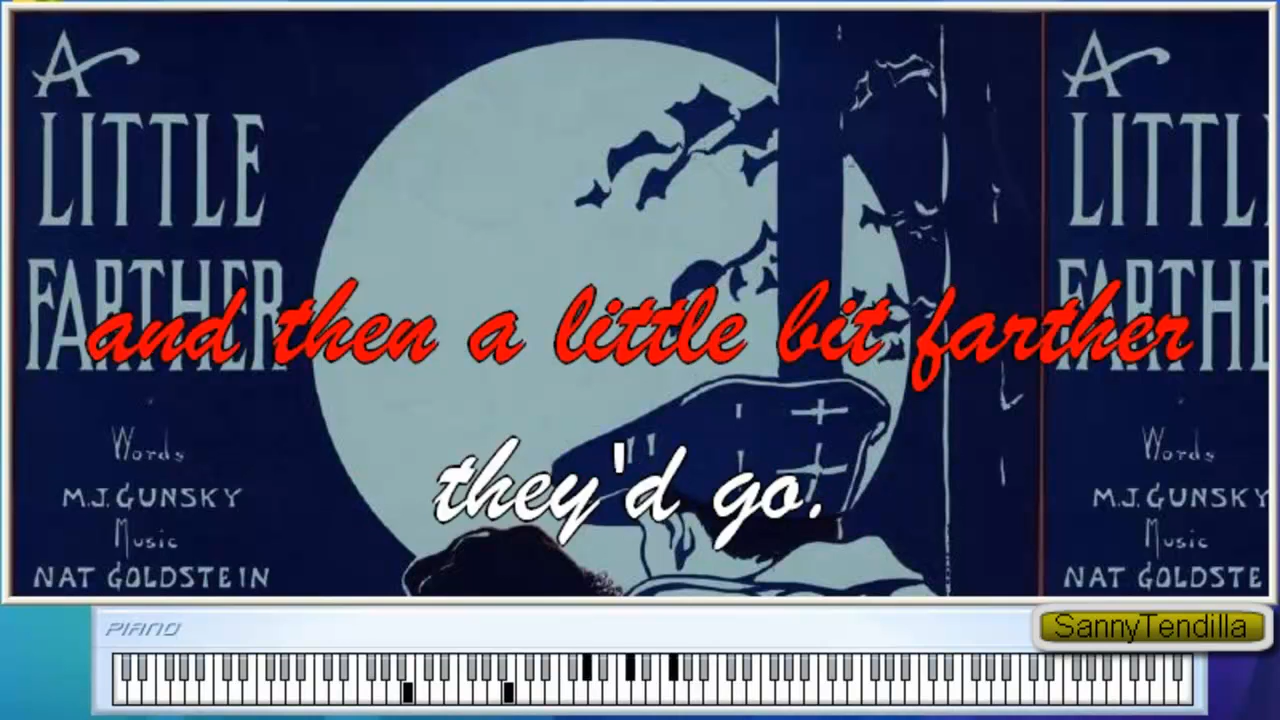 A
LITTLE
FARTHER
Words
M.J. GUNSKY
Music
NAT GOLDSTEIN
A
LITTL
FARTHE
Words
M.J. GUNSKY
Music
NAT GOLDSTE
and then a little bit farther
they'd go.
PIANO
SannyTendilla